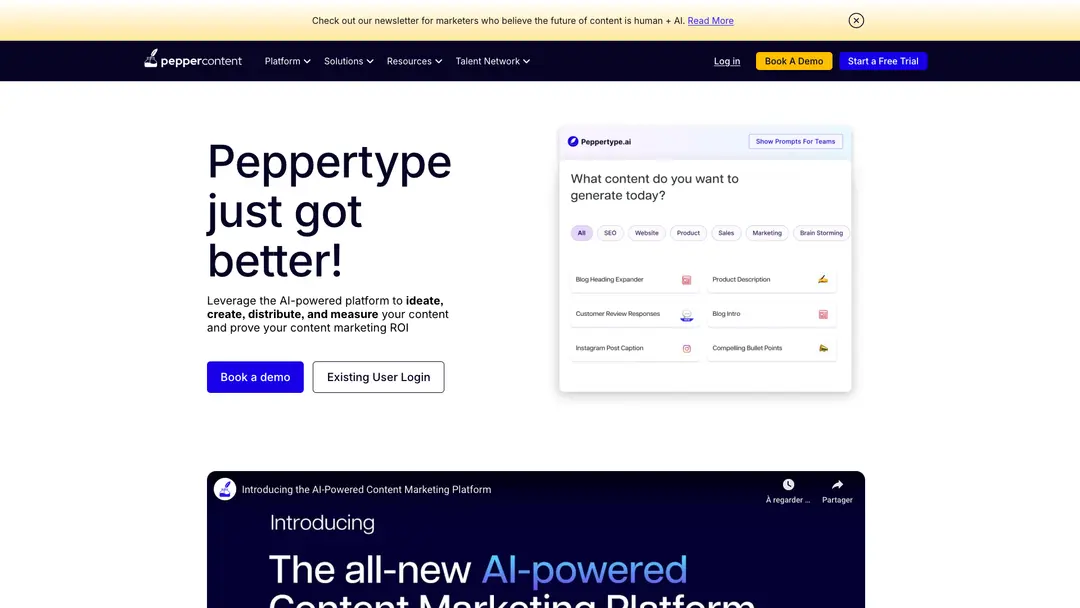 Check out our newsletter for marketers who believe the future of content is human + AI. Read More
peppercontent
Platform
Solutions
Resources
Talent Network
Log in
Book A Demo
Start a Free Trial
Peppertype
just got
better!
Leverage the AI-powered platform to ideate,
create, distribute, and measure your content
and prove your content marketing ROI
Book a demo
Existing User Login
Peppertype.ai
Show Prompts For Teams
What content do you want to
generate today?
All
SEO
Website
Product
Sales
Marketing
Brain Storming
Blog Heading Expander
Product Description
Customer Review Responses
Blog Intro
Instagram Post Caption
Compelling Bullet Points
Introducing the AI-Powered Content Marketing Platform
À regarder ...
Partager
Introducing
The all-new AI-powered
Content Marketing Platform